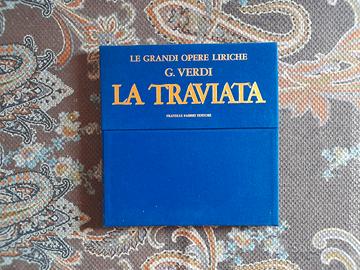 LE GRANDI OPERE LIRICHE
G. VERDI
LA TRAVIATA
FRATELLI FABBRI EDITORI